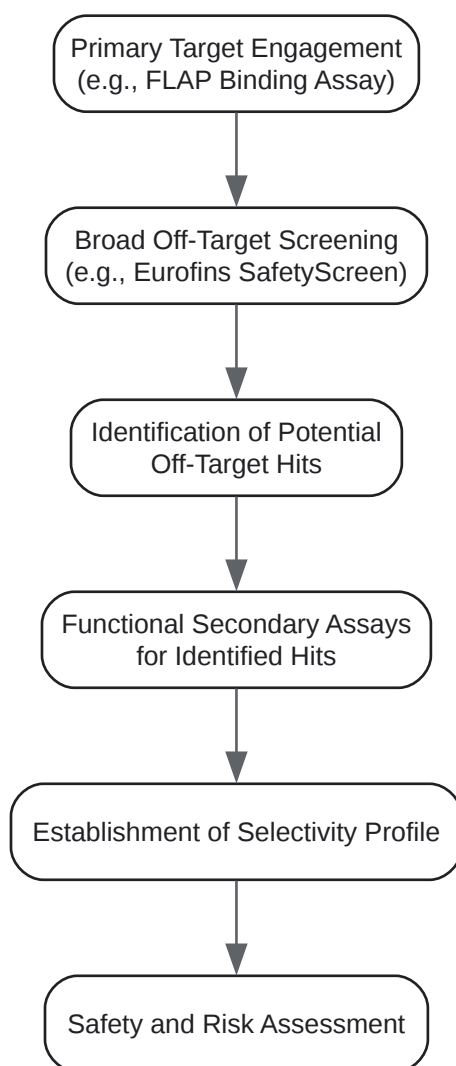 Primary Target Engagement
(e.g., FLAP Binding Assay)
Broad Off-Target Screening
(e.g., Eurofins SafetyScreen)
Identification of Potential
Off-Target Hits
Functional Secondary Assays
for Identified Hits
Establishment of Selectivity Profile
Safety and Risk Assessment